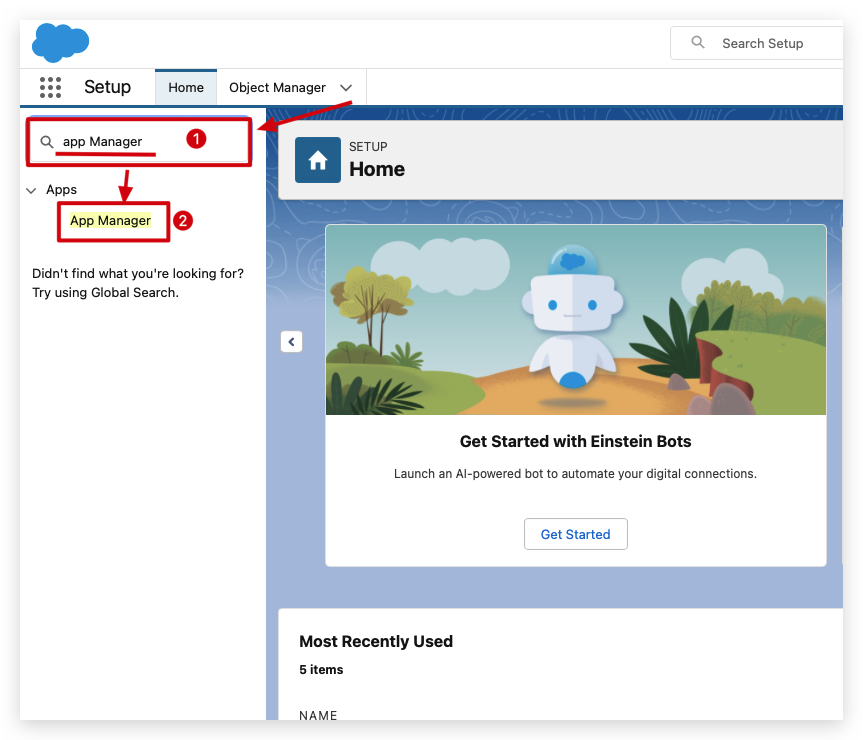 Search Setup
Setup
Home
Object Manager
app Manager
1
Apps
App Manager
2
Didn't find what you're looking for?
Try using Global Search.
SETUP
Home
Get Started with Einstein Bots
Launch an AI-powered bot to automate your digital connections.
Get Started
Most Recently Used
5 items
NAME